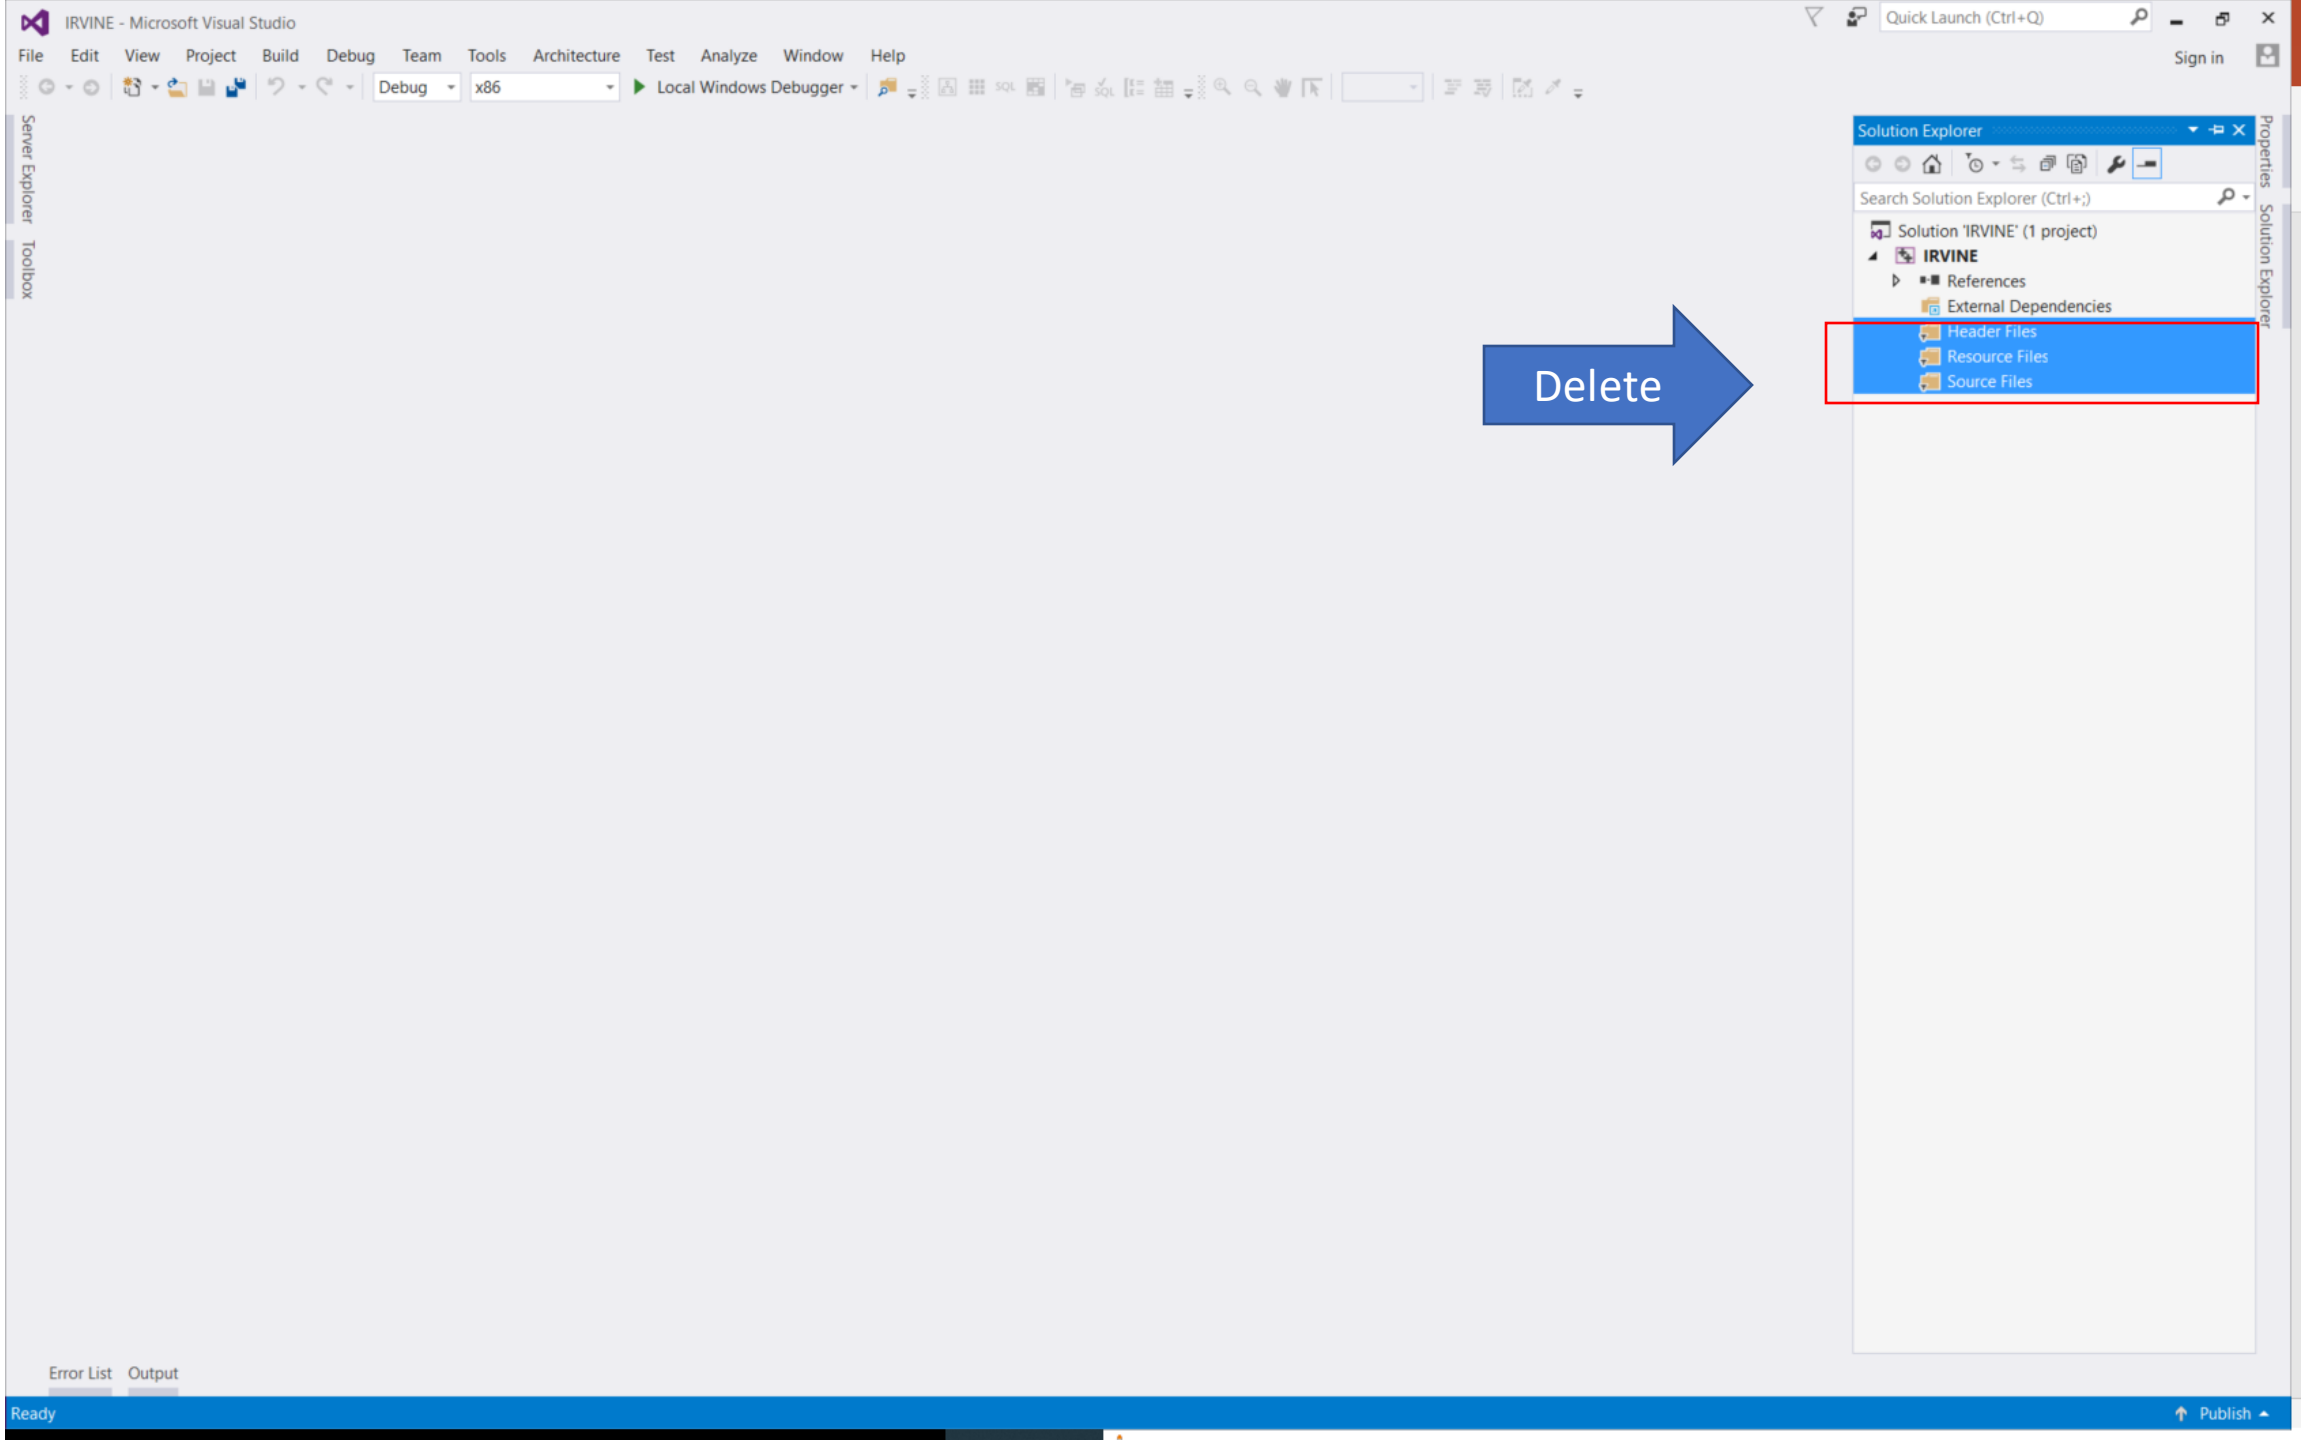 IRVINE - Microsoft Visual Studio
Quick Launch (Ctrl+Q)
File Edit View Project Build Debug Team Tools Architecture Test Analyze Window Help
Sign in
Debug x86 Local Windows Debugger SQL SQL
Server Explorer
Toolbox
Solution Explorer
Search Solution Explorer (Ctrl+;)
Solution 'IRVINE' (1 project)
IRVINE
References
External Dependencies
Header Files
Resource Files
Source Files
Properties
Solution Explorer
Delete
Error List Output
Ready
Publish